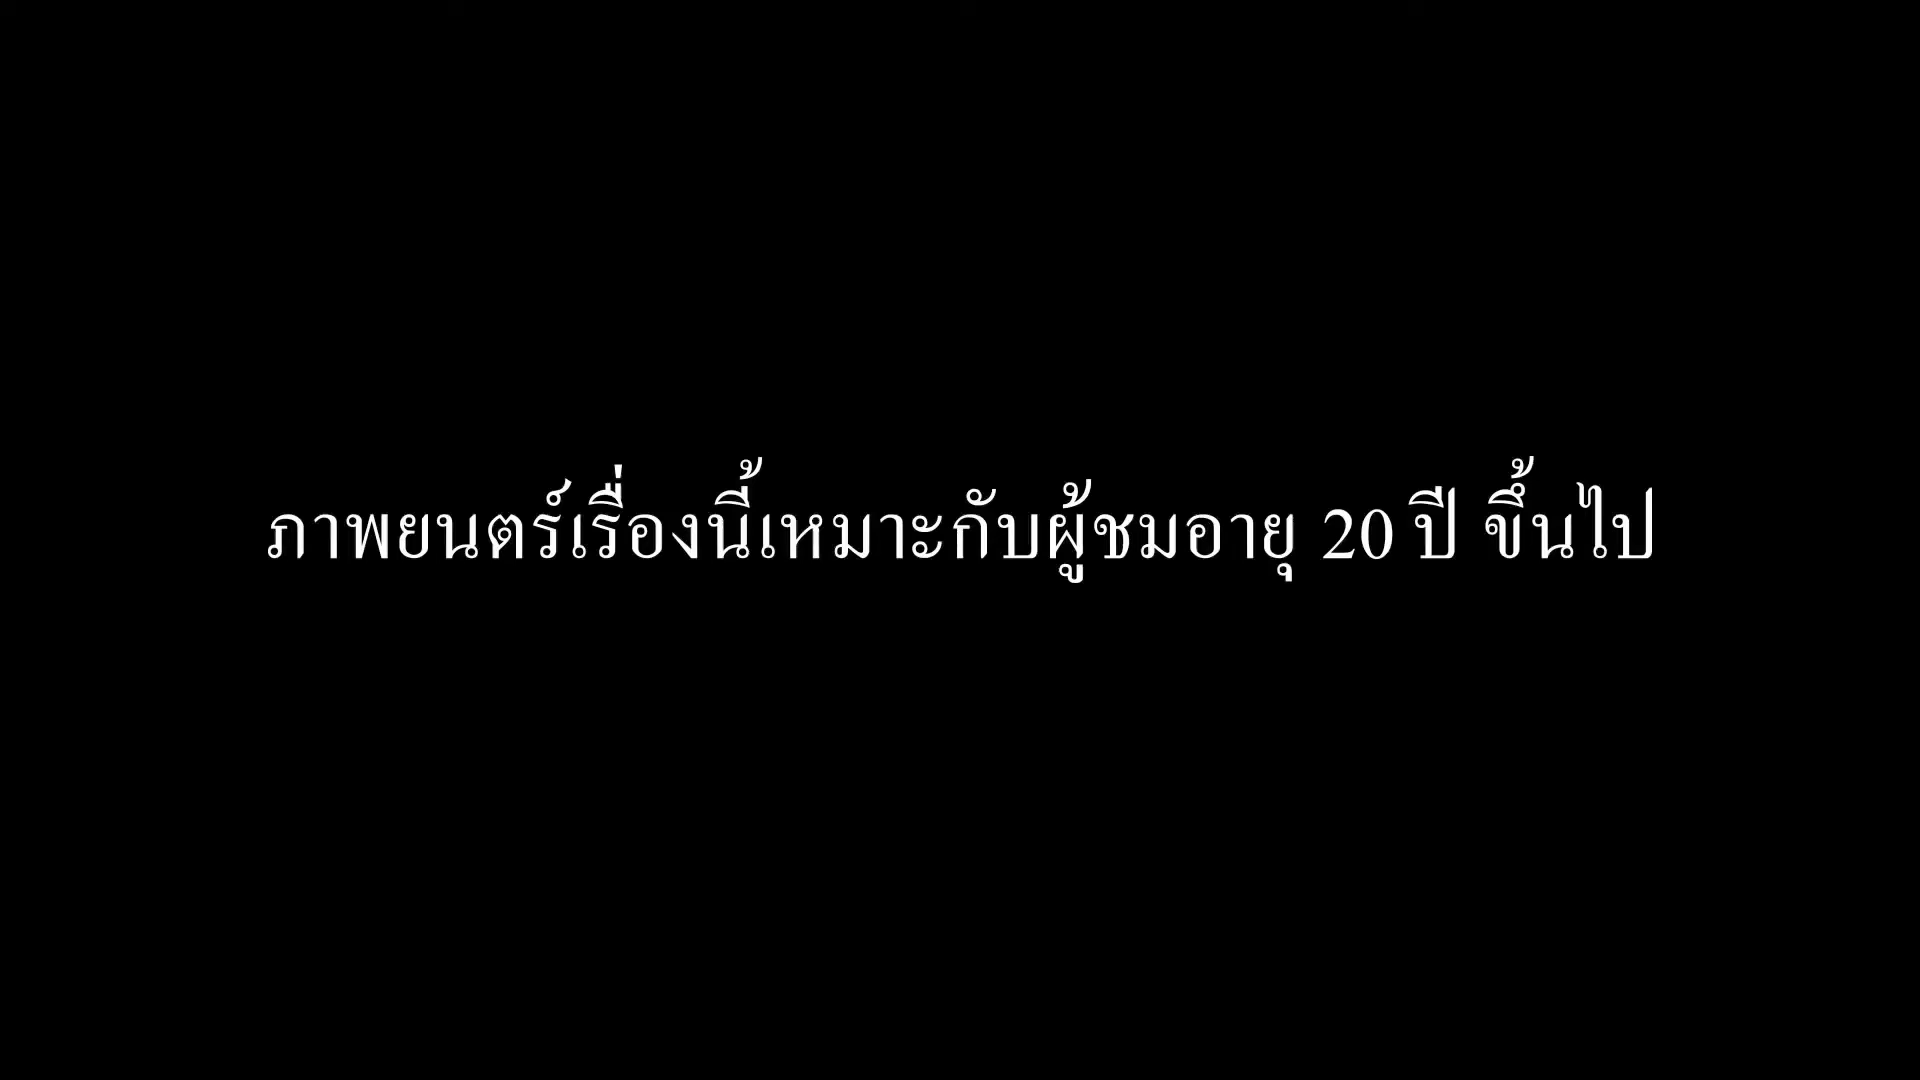 ภาพยนตร์เรื่องนี้เหมาะกับผู้ชมอายุ 20 ปี ขึ้นไป